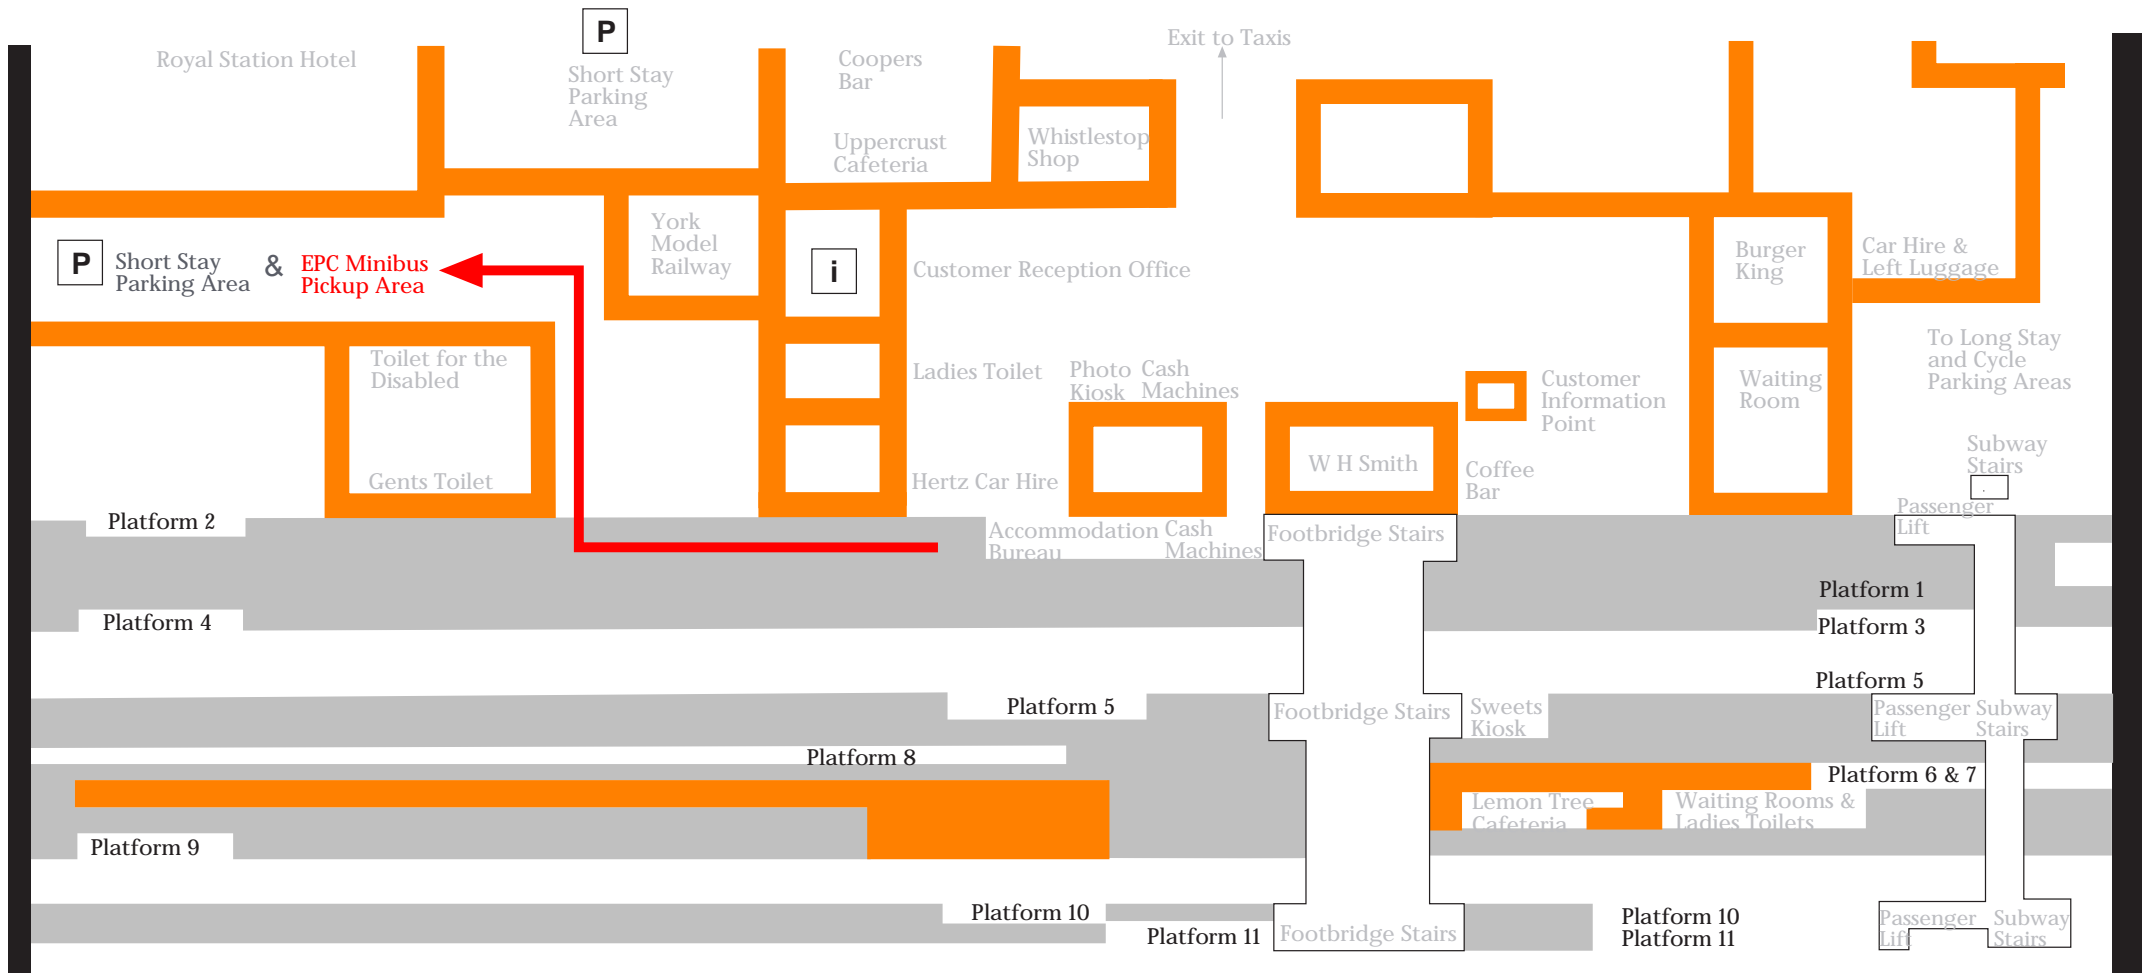 P
Exit to Taxis
Royal Station Hotel
Short Stay
Parking
Area
Coopers
Bar
Uppercrust
Cafeteria
Whistlestop
Shop
York
Model
Railway
P
Short Stay
Parking Area
&
EPC Minibus
Pickup Area
i
Customer Reception Office
Burger
King
Car Hire &
Left Luggage
To Long Stay
and Cycle
Parking Areas
Toilet for the
Disabled
Ladies Toilet
Photo
Kiosk
Cash
Machines
Customer
Information
Point
Waiting
Room
Gents Toilet
Hertz Car Hire
W H Smith
Coffee
Bar
Subway
Stairs
Passenger
Lift
Platform 2
Accommodation
Bureau
Cash
Machines
Footbridge Stairs
Platform 1
Platform 4
Platform 3
Platform 5
Platform 5
Footbridge Stairs
Sweets
Kiosk
Passenger
Lift
Subway
Stairs
Platform 8
Platform 6 & 7
Lemon Tree
Cafeteria
Waiting Rooms &
Ladies Toilets
Platform 9
Platform 10
Platform 11
Footbridge Stairs
Platform 10
Platform 11
Passenger
Lift
Subway
Stairs